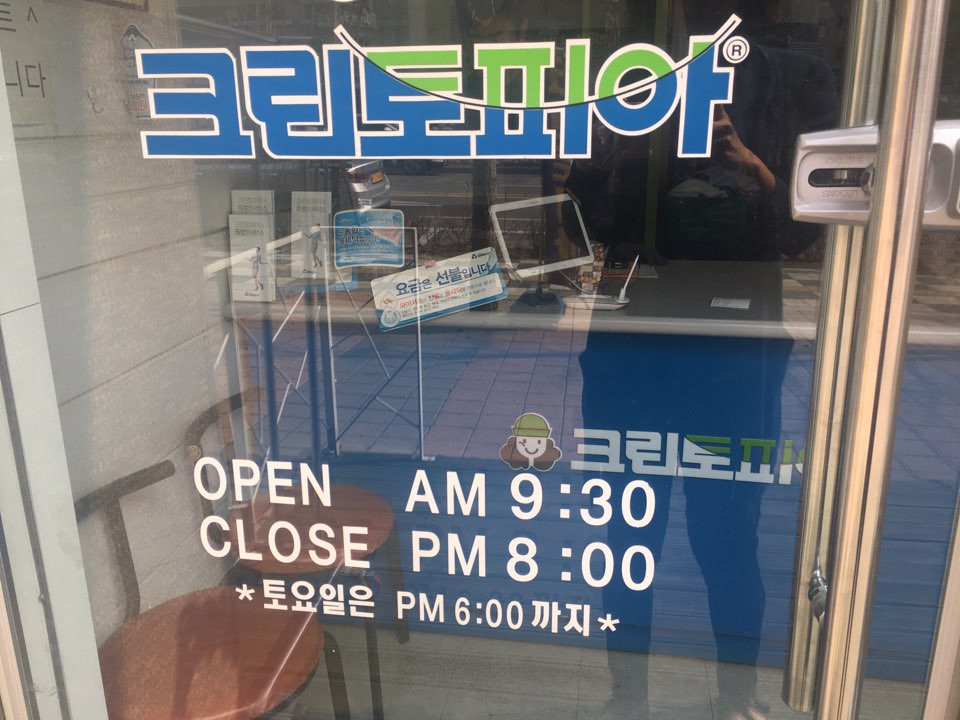 크린토피아®
요금은 선불입니다
크린토피
OPEN AM 9:30
CLOSE PM 8:00
*토요일은 PM 6:00 까지*